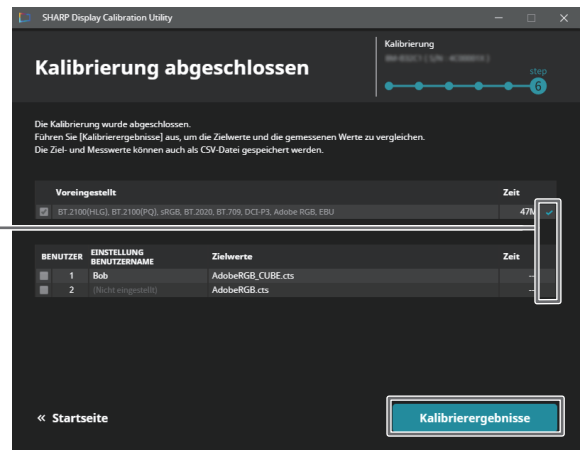 SHARP Display Calibration Utility
Kalibrierung abgeschlossen
Kalibrierung
step
6
Die Kalibrierung wurde abgeschlossen.
Führen Sie [Kalibrierergebnisse] aus, um die Zielwerte und die gemessenen Werte zu vergleichen.
Die Ziel- und Messwerte können auch als CSV-Datei gespeichert werden.
Voreingestellt Zeit
BT.2100(HLG), BT.2100(PQ), sRGB, BT.2020, BT.709, DCI-P3, Adobe RGB, EBU 47M
BENUTZER EINSTELLUNG BENUTZERNAME Zielwerte Zeit
1 Bob AdobeRGB_CUBE.cts --
2 (Nicht eingestellt) AdobeRGB.cts --
« Startseite
Kalibrierergebnisse